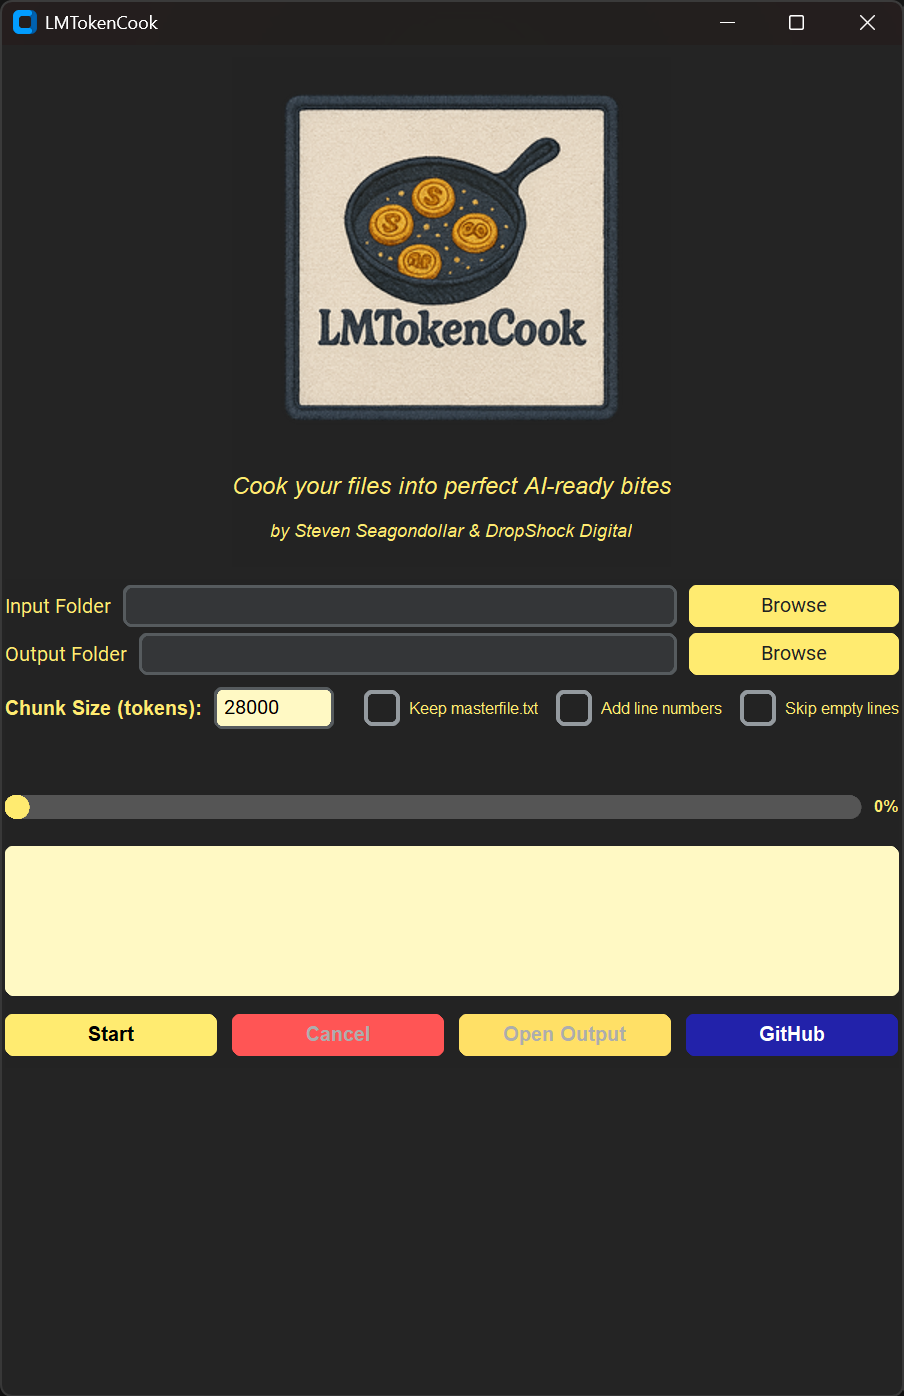 LMTokenCook
LMTokenCook
Cook your files into perfect AI-ready bites
by Steven Seagondollar & DropShock Digital
Input Folder Browse
Output Folder Browse
Chunk Size (tokens): 28000 Keep masterfile.txt Add line numbers Skip empty lines
0%
Start Cancel Open Output GitHub